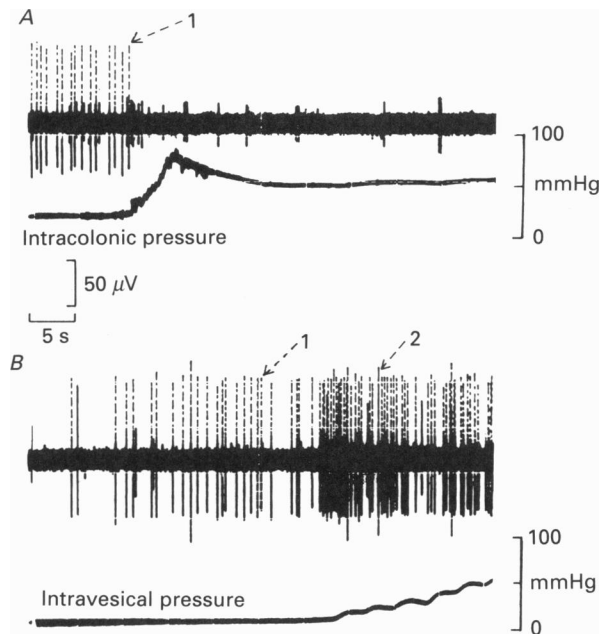 A
1
100
mmHg
0
Intracolonic pressure
50 μV
5 s
B
1
2
100
mmHg
0
Intravesical pressure